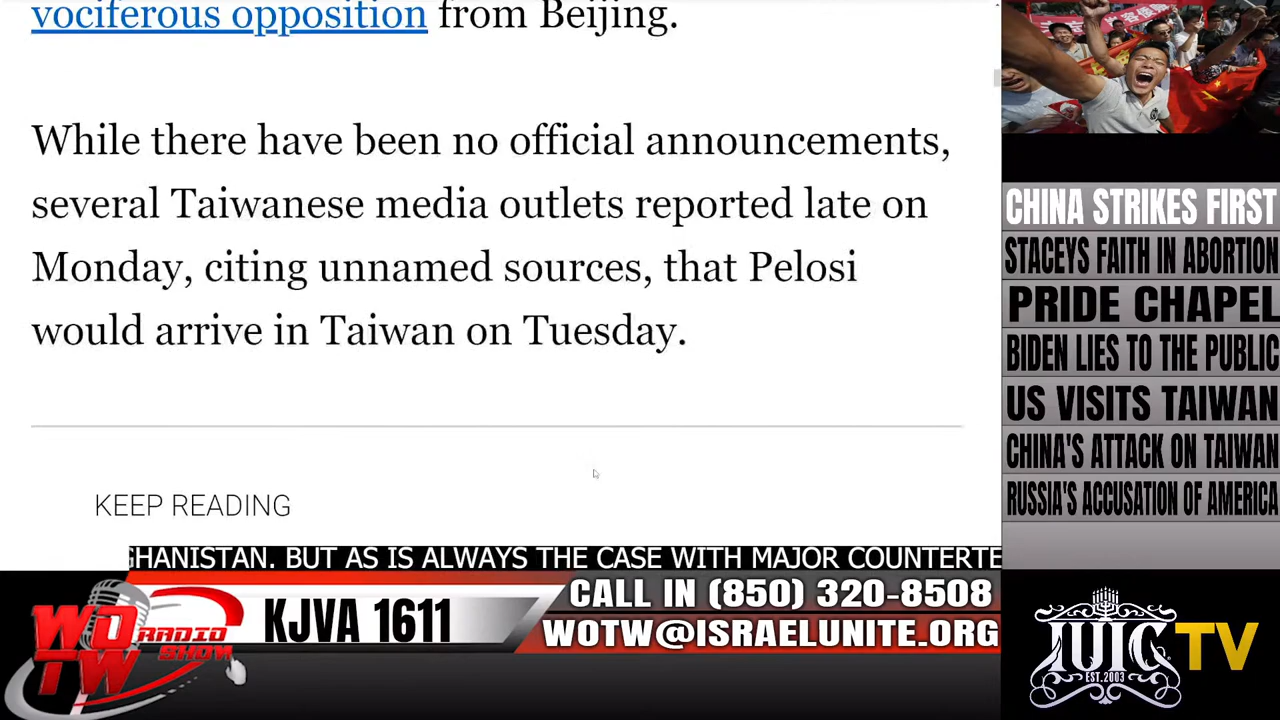 vociferous opposition from Beijing.
While there have been no official announcements,
several Taiwanese media outlets reported late on
Monday, citing unnamed sources, that Pelosi
would arrive in Taiwan on Tuesday.
KEEP READING
GHANISTAN. BUT AS IS ALWAYS THE CASE WITH MAJOR COUNTERTE
WOTW
RADIO
SHOW
KJVA 1611
CALL IN (850) 320-8508
WOTW@ISRAELUNITE.ORG
CHINA STRIKES FIRST
STACEYS FAITH IN ABORTION
PRIDE CHAPEL
BIDEN LIES TO THE PUBLIC
US VISITS TAIWAN
CHINA'S ATTACK ON TAIWAN
RUSSIA'S ACCUSATION OF AMERICA
IUIC TV
EST.2003